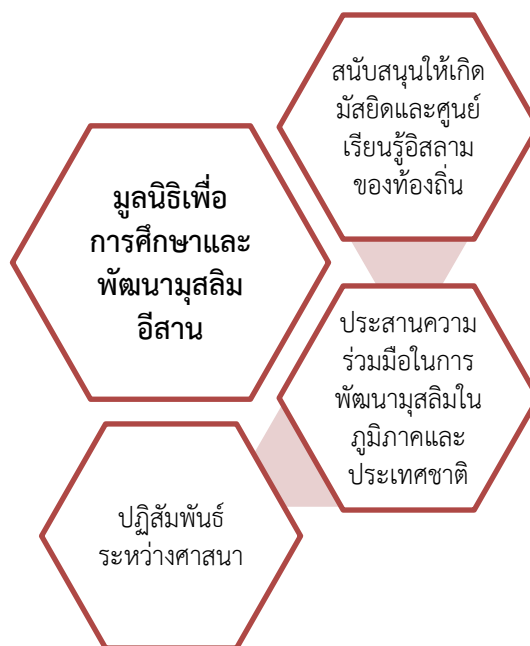 มูลนิธิเพื่อ
การศึกษาและ
พัฒนามุสลิม
อีสาน
สนับสนุนให้เกิด
มัสยิดและศูนย์
เรียนรู้อิสลาม
ของท้องถิ่น
ประสานความ
ร่วมมือในการ
พัฒนามุสลิมใน
ภูมิภาคและ
ประเทศชาติ
ปฏิสัมพันธ์
ระหว่างศาสนา